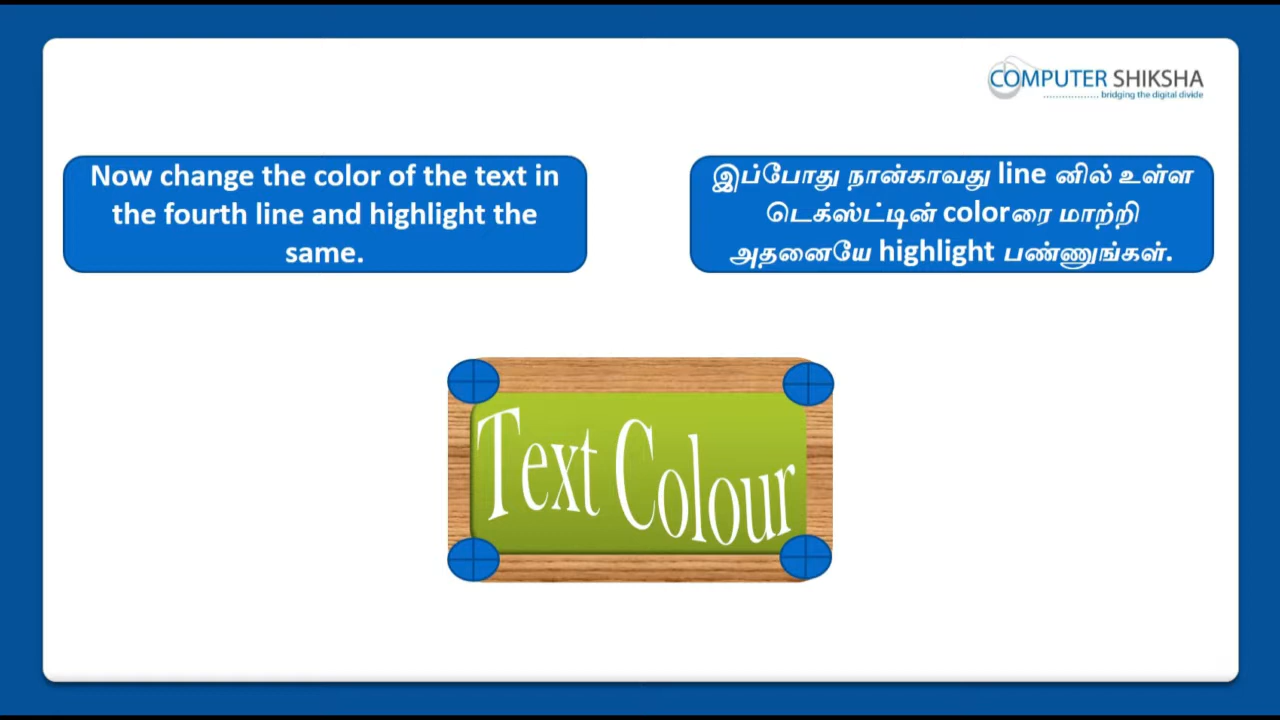 COMPUTER SHIKSHA
bridging the digital divide
Now change the color of the text in
the fourth line and highlight the
same.
இப்போது நான்காவது line னில் உள்ள
டெக்ஸ்ட்டின் colorரை மாற்றி
அதனையே highlight பண்ணுங்கள்.
Text Colour